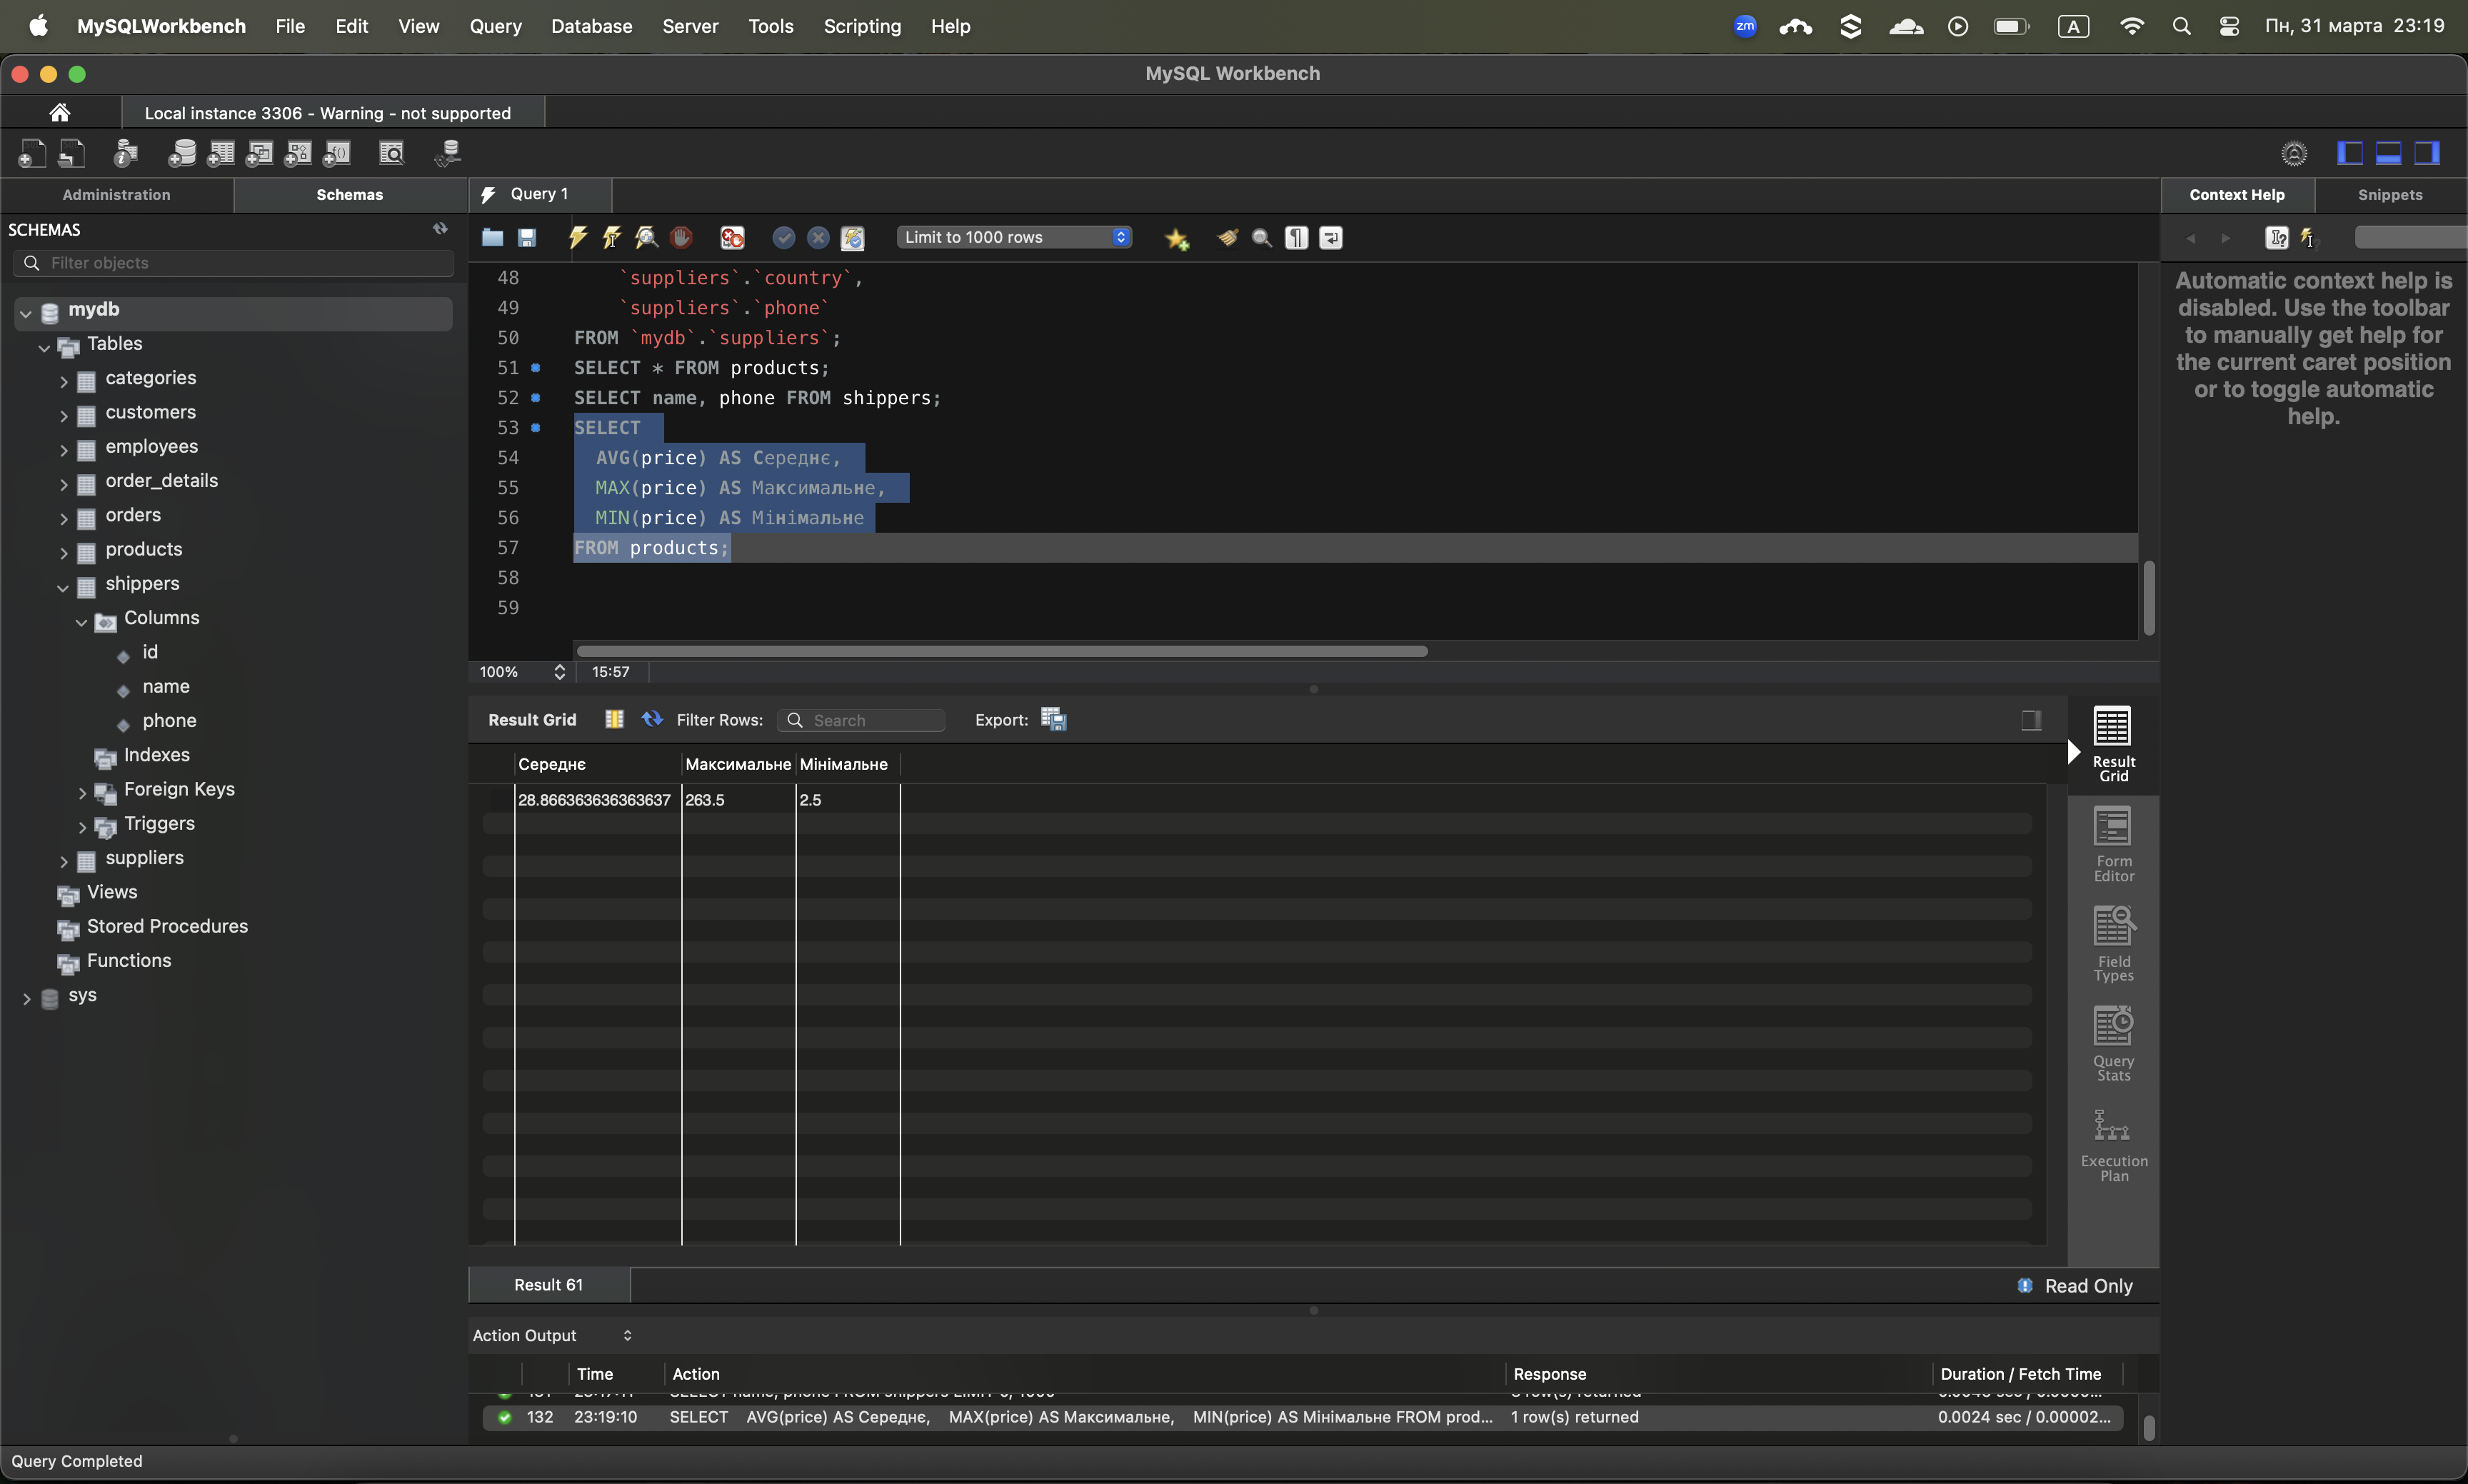 MySQLWorkbench File Edit View Query Database Server Tools Scripting Help
zm A Пн, 31 марта 23:19
MySQL Workbench
Local instance 3306 - Warning - not supported
Administration Schemas
SCHEMAS
Filter objects
mydb
Tables
categories
customers
employees
order_details
orders
products
shippers
Columns
id
name
phone
Indexes
Foreign Keys
Triggers
suppliers
Views
Stored Procedures
Functions
sys
Query 1
Limit to 1000 rows
48 `suppliers`.`country`,
49 `suppliers`.`phone`
50 FROM `mydb`.`suppliers`;
51 SELECT * FROM products;
52 SELECT name, phone FROM shippers;
53 SELECT
54 AVG(price) AS Середнє,
55 MAX(price) AS Максимальне,
56 MIN(price) AS Мінімальне
57 FROM products;
58
59
100% 15:57
Result Grid Filter Rows: Search Export:
Середнє Максимальне Мінімальне
28.866363636363637 263.5 2.5
Result Grid
Form Editor
Field Types
Query Stats
Execution Plan
Result 61 Read Only
Action Output
Time Action Response Duration / Fetch Time
132 23:19:10 SELECT AVG(price) AS Середнє, MAX(price) AS Максимальне, MIN(price) AS Мінімальне FROM prod... 1 row(s) returned 0.0024 sec / 0.00002...
Query Completed
Context Help Snippets
Automatic context help is
disabled. Use the toolbar
to manually get help for
the current caret position
or to toggle automatic
help.